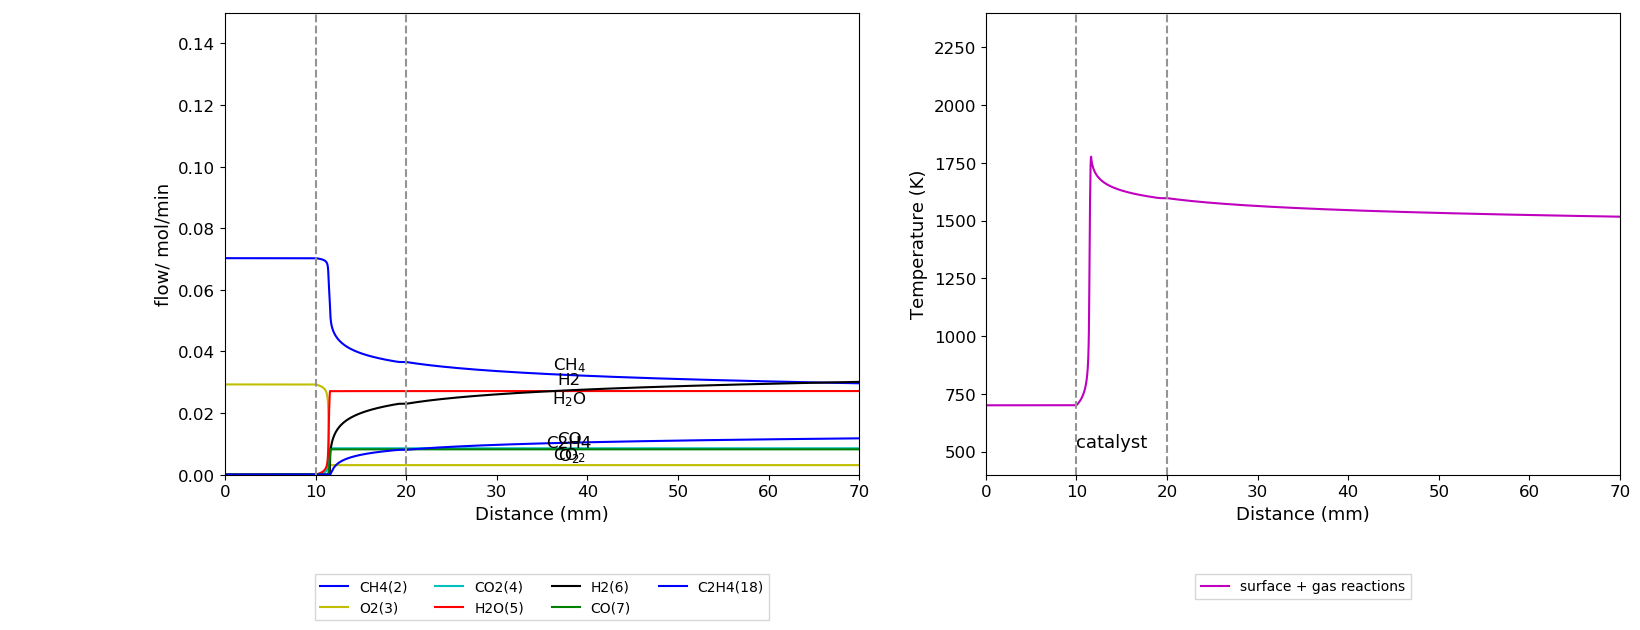 0.14
0.12
0.10
0.08
0.06
0.04
0.02
0.00
flow/ mol/min
CH4
H2
H2O
CO
C2H4
O2
CO2
0 10 20 30 40 50 60 70
Distance (mm)
CH4(2) CO2(4) H2(6) C2H4(18)
O2(3) H2O(5) CO(7)
2250
2000
1750
1500
1250
1000
750
500
Temperature (K)
catalyst
0 10 20 30 40 50 60 70
Distance (mm)
surface + gas reactions